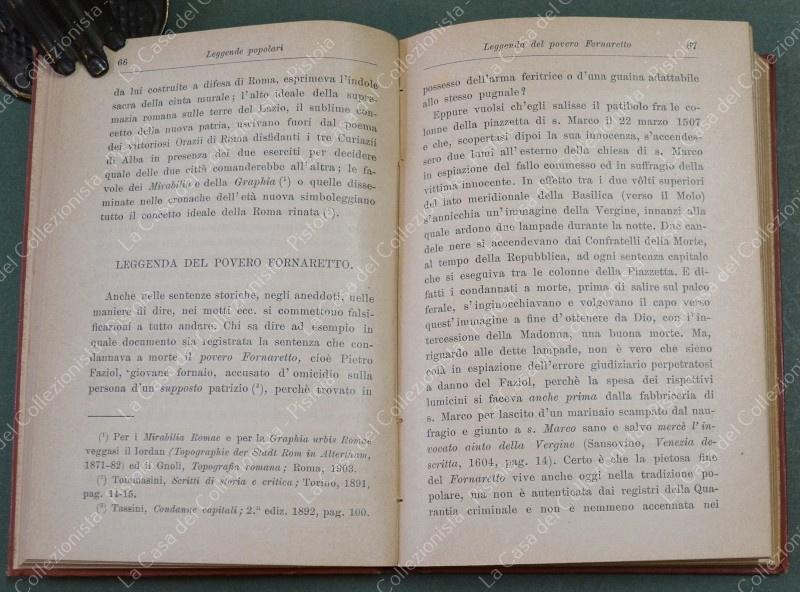 66
Leggende popolari
da lui costruite a difesa di Roma, esprimeva l'indole
sacra della cinta murale; l'alto ideale della supre-
mazia romana sulle terre del Lazio, il sublime con-
cetto della nuova patria, uscivano fuori dal poema
dei vittoriosi Orazii di Roma disfidanti i tre Curiazii
di Alba in presenza dei due eserciti per decidere
quale delle due città comanderebbe all'altra; le fa-
vole dei Mirabilia e della Graphia (¹) o quelle disse-
minate nelle cronache dell'età nuova simboleggiano
tutto il concetto ideale della Roma rinata (²).
LEGGENDA DEL POVERO FORNARETTO.
Anche nelle sentenze storiche, negli aneddoti, nelle
maniere di dire, nei motti ecc. si commettono falsi-
ficazioni a tutto andare. Chi sa dire ad esempio in
quale documento sia registrata la sentenza che con-
dannava a morte il povero Fornaretto, cioè Pietro
Faziol, giovane fornaio, accusato d'omicidio sulla
persona d'un supposto patrizio (³), perchè trovato in
(¹) Per i Mirabilia Romae e per la Graphia urbis Romae
veggasi il Iordan (Topographie der Stadt Rom in Alterthum,
1871-82) ed il Gnoli, Topografia romana; Roma, 1903.
(²) Tommasini, Scritti di storia e critica; Torino, 1891,
pag. 11-15.
(³) Tassini, Condanne capitali; 2.ª ediz. 1892, pag. 100.
Leggenda del povero Fornaretto
67
possesso dell'arma feritrice o d'una guaina adattabile
allo stesso pugnale?
Eppure vuolsi ch'egli salisse il patibolo fra le co-
lonne della piazzetta di s. Marco il 22 marzo 1507
e che, scopertasi dipoi la sua innocenza, s'accendes-
sero due lumi all'esterno della chiesa di s. Marco
in espiazione del fallo commesso ed in suffragio della
vittima innocente. In effetto tra i due vôlti superiori
del lato meridionale della Basilica (verso il Molo)
s'annicchia un'immagine della Vergine, innanzi alla
quale ardono due lampade durante la notte. Due can-
dele nere si accendevano dai Confratelli della Morte,
al tempo della Repubblica, ad ogni sentenza capitale
che si eseguiva tra le colonne della Piazzetta. E di-
fatti i condannati a morte, prima di salire sul palco
ferale, s'inginocchiavano e volgevano il capo verso
quest'immagine a fine d'ottenere da Dio, con l'in-
tercessione della Madonna, una buona morte. Ma,
riguardo alle dette lampade, non è vero che sieno
colà in espiazione dell'errore giudiziario perpetratosi
a danno del Faziol, perchè la spesa dei rispettivi
lumicini si faceva anche prima dalla fabbriceria di
s. Marco per lascito d'un marinaio scampato dal nau-
fragio e giunto a s. Marco sano e salvo mercè l'in-
vocato aiuto della Vergine (Sansovino, Venezia de-
scritta, 1604, pag. 14). Certo è che la pietosa fine
del Fornaretto vive anche oggi nella tradizione po-
polare, ma non è autenticata dai registri della Qua-
rantia criminale e non è nemmeno accennata nei
La Casa del Collezionista - Pistoia